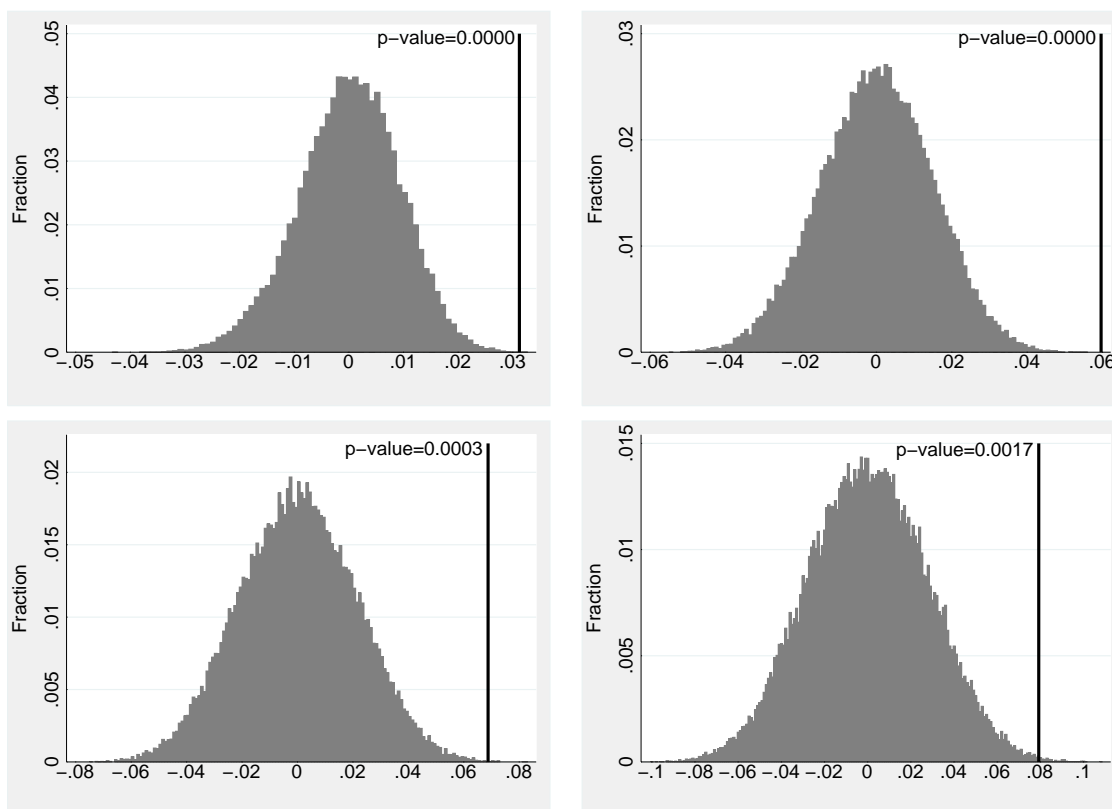 p−value=0.0000
Fraction
.05
.04
.03
.02
.01
0
−.05 −.04 −.03 −.02 −.01 0 .01 .02 .03
p−value=0.0000
Fraction
.03
.02
.01
0
−.06 −.04 −.02 0 .02 .04 .06
p−value=0.0003
Fraction
.02
.015
.01
.005
0
−.08 −.06 −.04 −.02 0 .02 .04 .06 .08
p−value=0.0017
Fraction
.015
.01
.005
0
−.1 −.08 −.06 −.04 −.02 0 .02 .04 .06 .08 .1